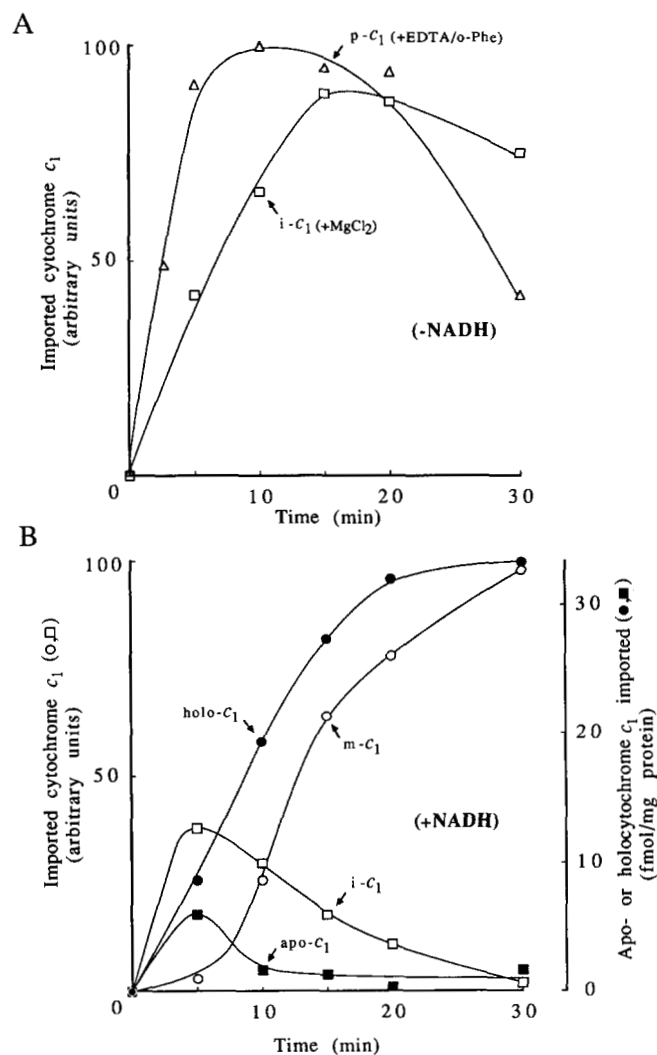 A
Imported cytochrome c1
(arbitrary units)
100
50
0
p-c1 (+EDTA/o-Phe)
i-c1 (+MgCl2)
(-NADH)
10
20
30
Time (min)
B
Imported cytochrome c1 (o,□)
(arbitrary units)
100
50
0
holo-c1
m-c1
(+NADH)
i-c1
apo-c1
10
20
30
Time (min)
30
20
10
0
Apo- or holocytochrome c1 imported (●,■)
(fmol/mg protein)